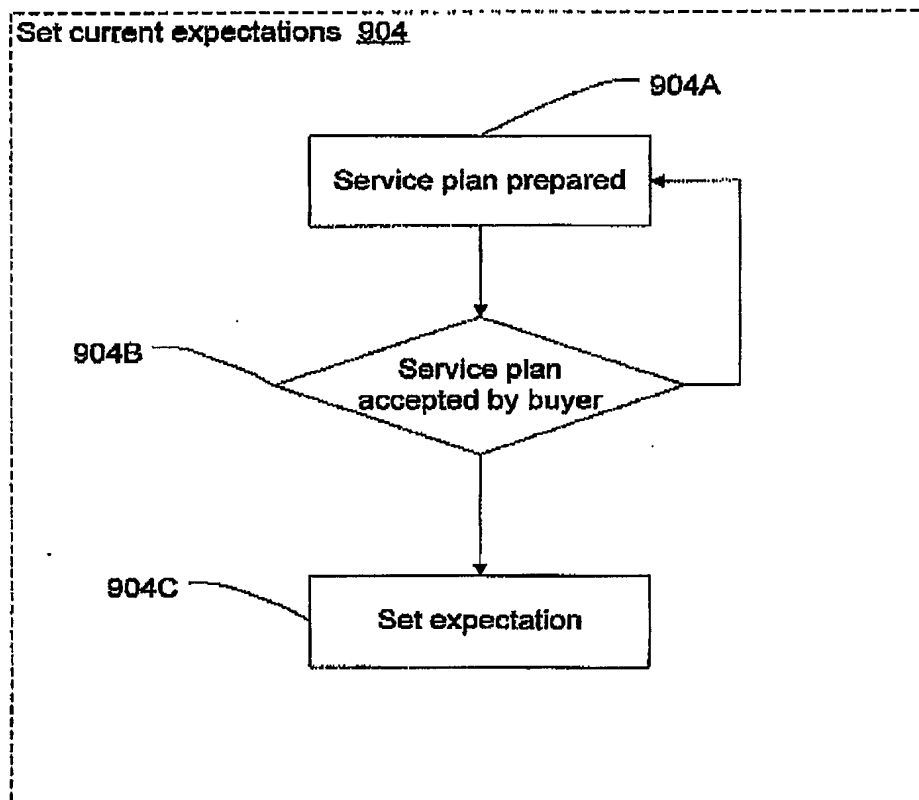 Set current expectations 904
904A
Service plan prepared
904B
Service plan
accepted by buyer
904C
Set expectation